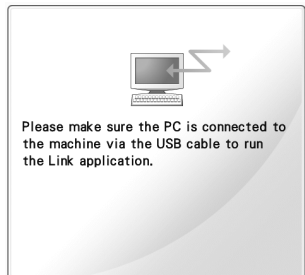 Please make sure the PC is connected to
the machine via the USB cable to run
the Link application.